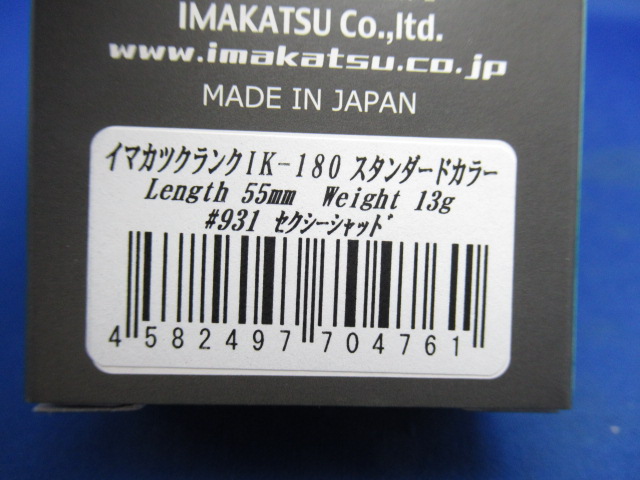 IMAKATSU Co.,ltd.
www.imakatsu.co.jp
MADE IN JAPAN
イマカツクランクIK-180 スタンダードカラー
Length 55mm Weight 13g
#931 セクシーシャッド
4 582497 704761